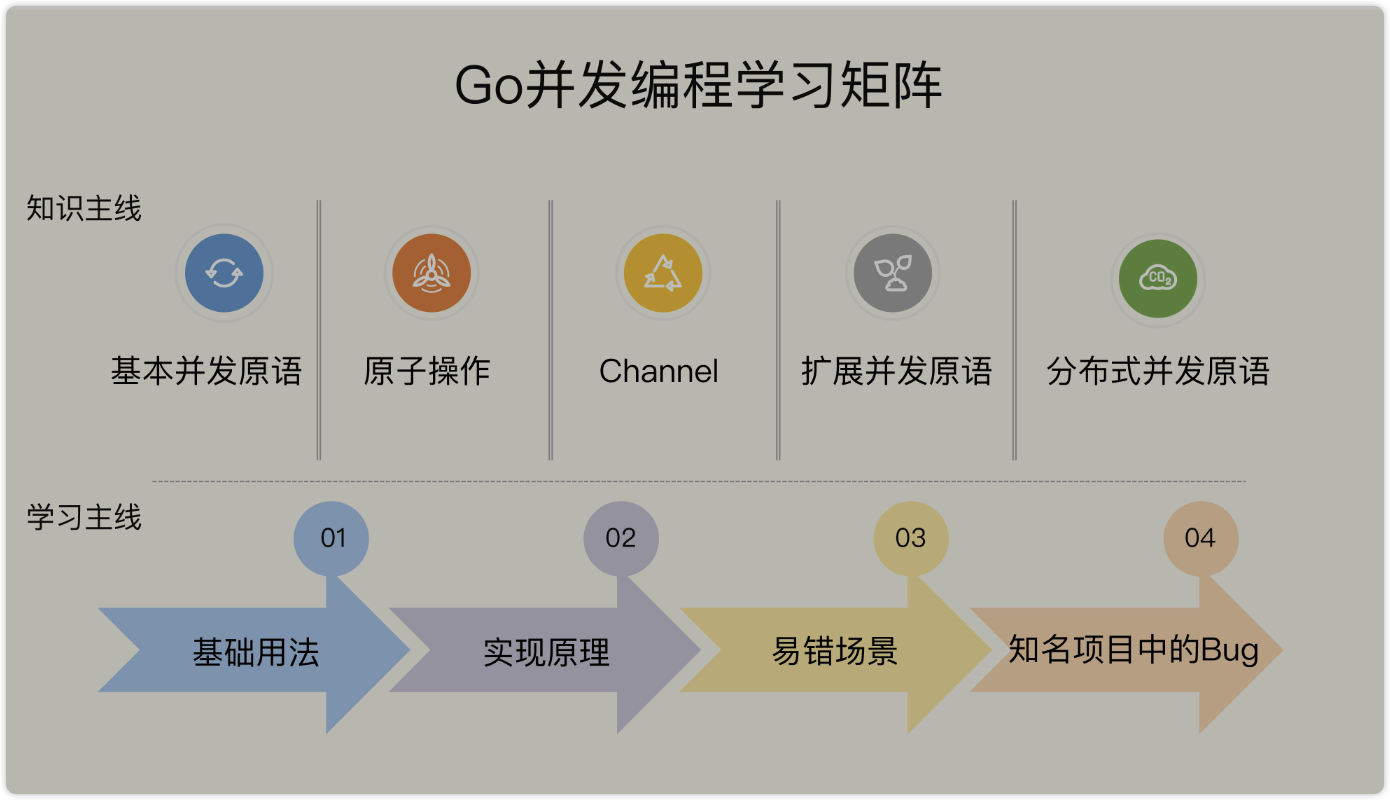 Go并发编程学习矩阵
知识主线
CO2
基本并发原语
原子操作
Channel
扩展并发原语
分布式并发原语
学习主线
01
02
03
04
基础用法
实现原理
易错场景
知名项目中的Bug